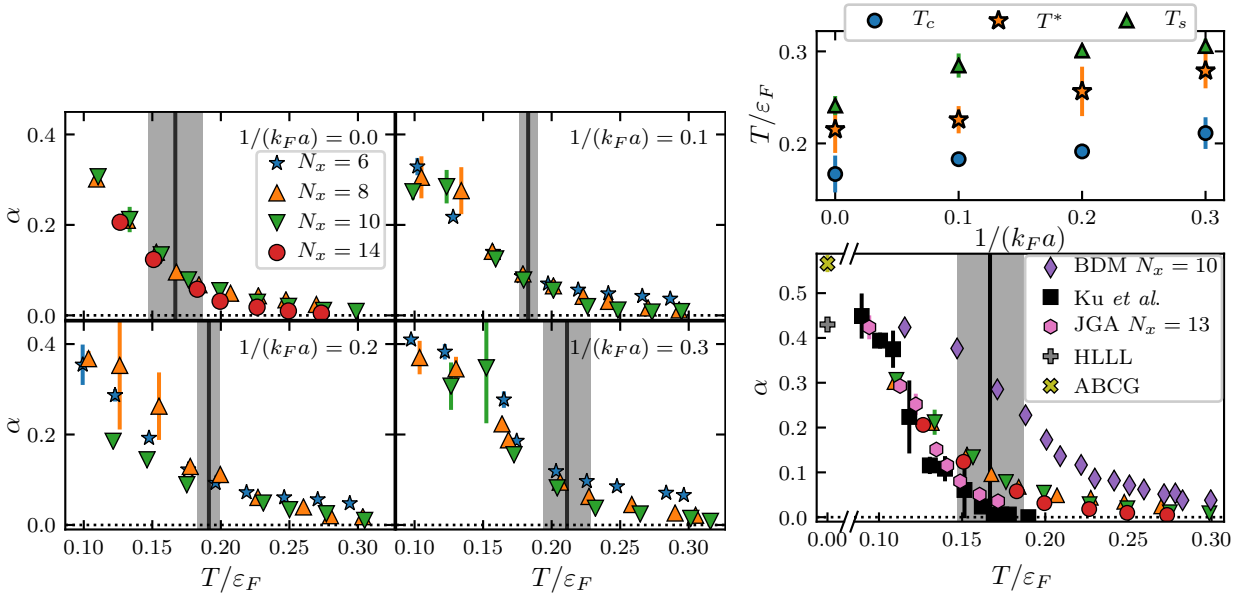 0.4
0.2
0.0
α
1/(k_F a) = 0.0
N_x = 6
N_x = 8
N_x = 10
N_x = 14
1/(k_F a) = 0.1
0.4
0.2
0.0
α
1/(k_F a) = 0.2
1/(k_F a) = 0.3
0.10 0.15 0.20 0.25 0.30
0.10 0.15 0.20 0.25 0.30
T/ε_F
T/ε_F
T_c T* T_s
0.3
0.2
T/ε_F
0.0 0.1 0.2 0.3
1/(k_F a)
0.5
0.4
0.3
0.2
0.1
0.0
α
BDM N_x = 10
Ku et al.
JGA N_x = 13
HLLL
ABCG
0.00 0.10 0.15 0.20 0.25 0.30
T/ε_F